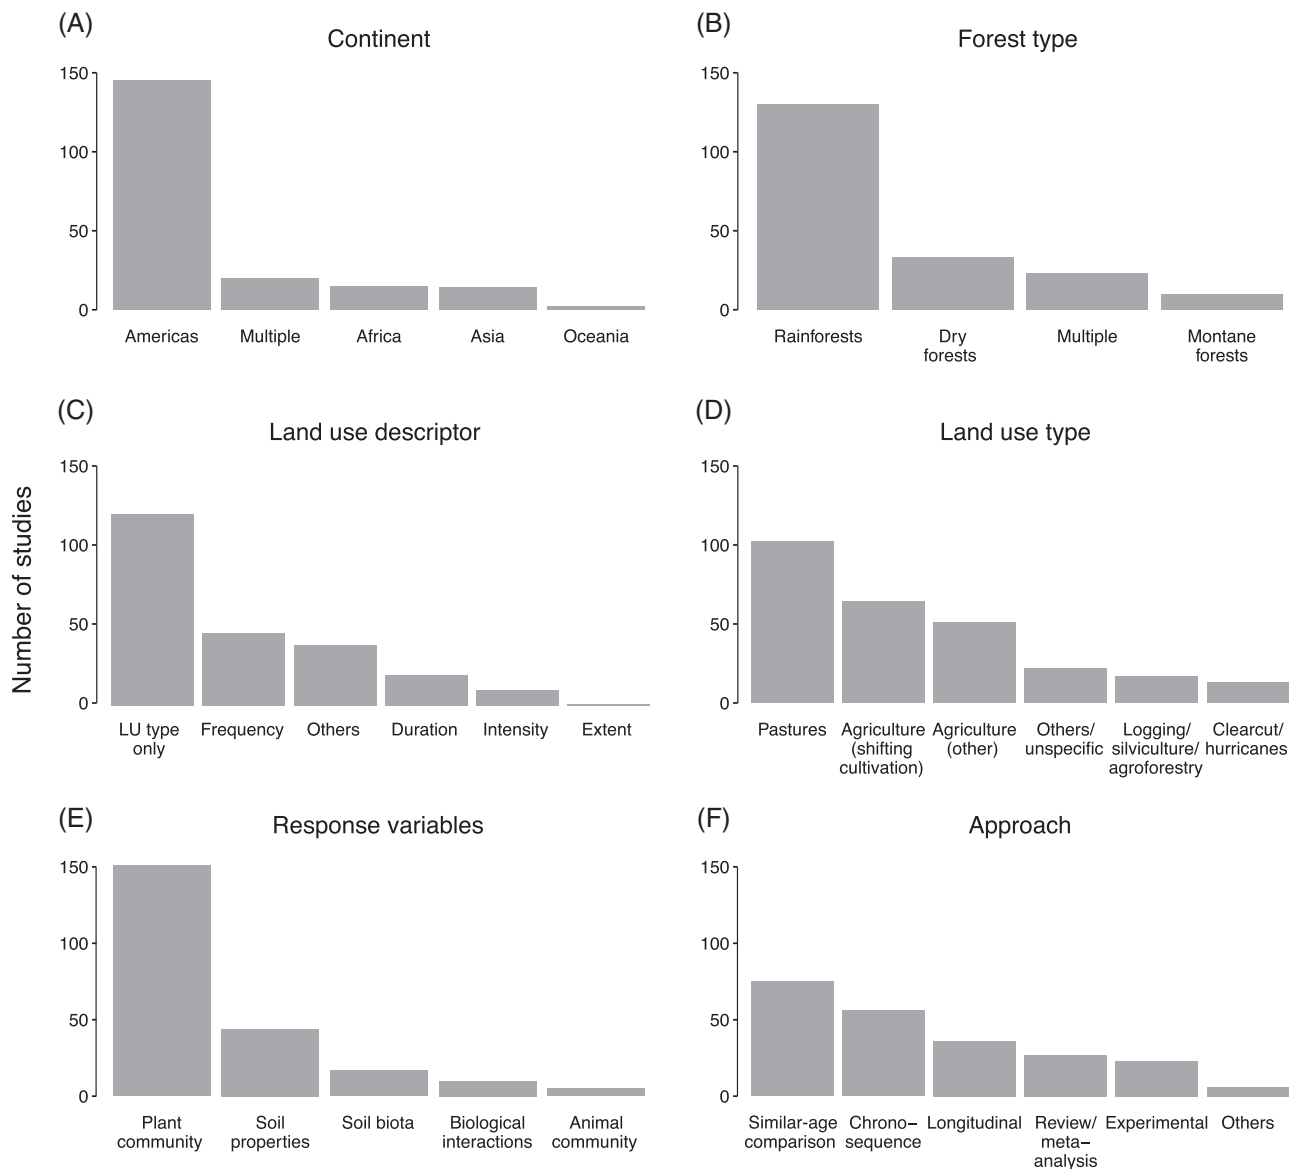 (A)
Continent
150
100
50
0
Americas
Multiple
Africa
Asia
Oceania
(B)
Forest type
150
100
50
0
Rainforests
Dry
forests
Multiple
Montane
forests
Number of studies
(C)
Land use descriptor
150
100
50
0
LU type
only
Frequency
Others
Duration
Intensity
Extent
(D)
Land use type
150
100
50
0
Pastures
Agriculture
(shifting
cultivation)
Agriculture
(other)
Others/
unspecific
Logging/
silviculture/
agroforestry
Clearcut/
hurricanes
(E)
Response variables
150
100
50
0
Plant
community
Soil
properties
Soil biota
Biological
interactions
Animal
community
(F)
Approach
150
100
50
0
Similar-age
comparison
Chrono−
sequence
Longitudinal
Review/
meta−
analysis
Experimental
Others